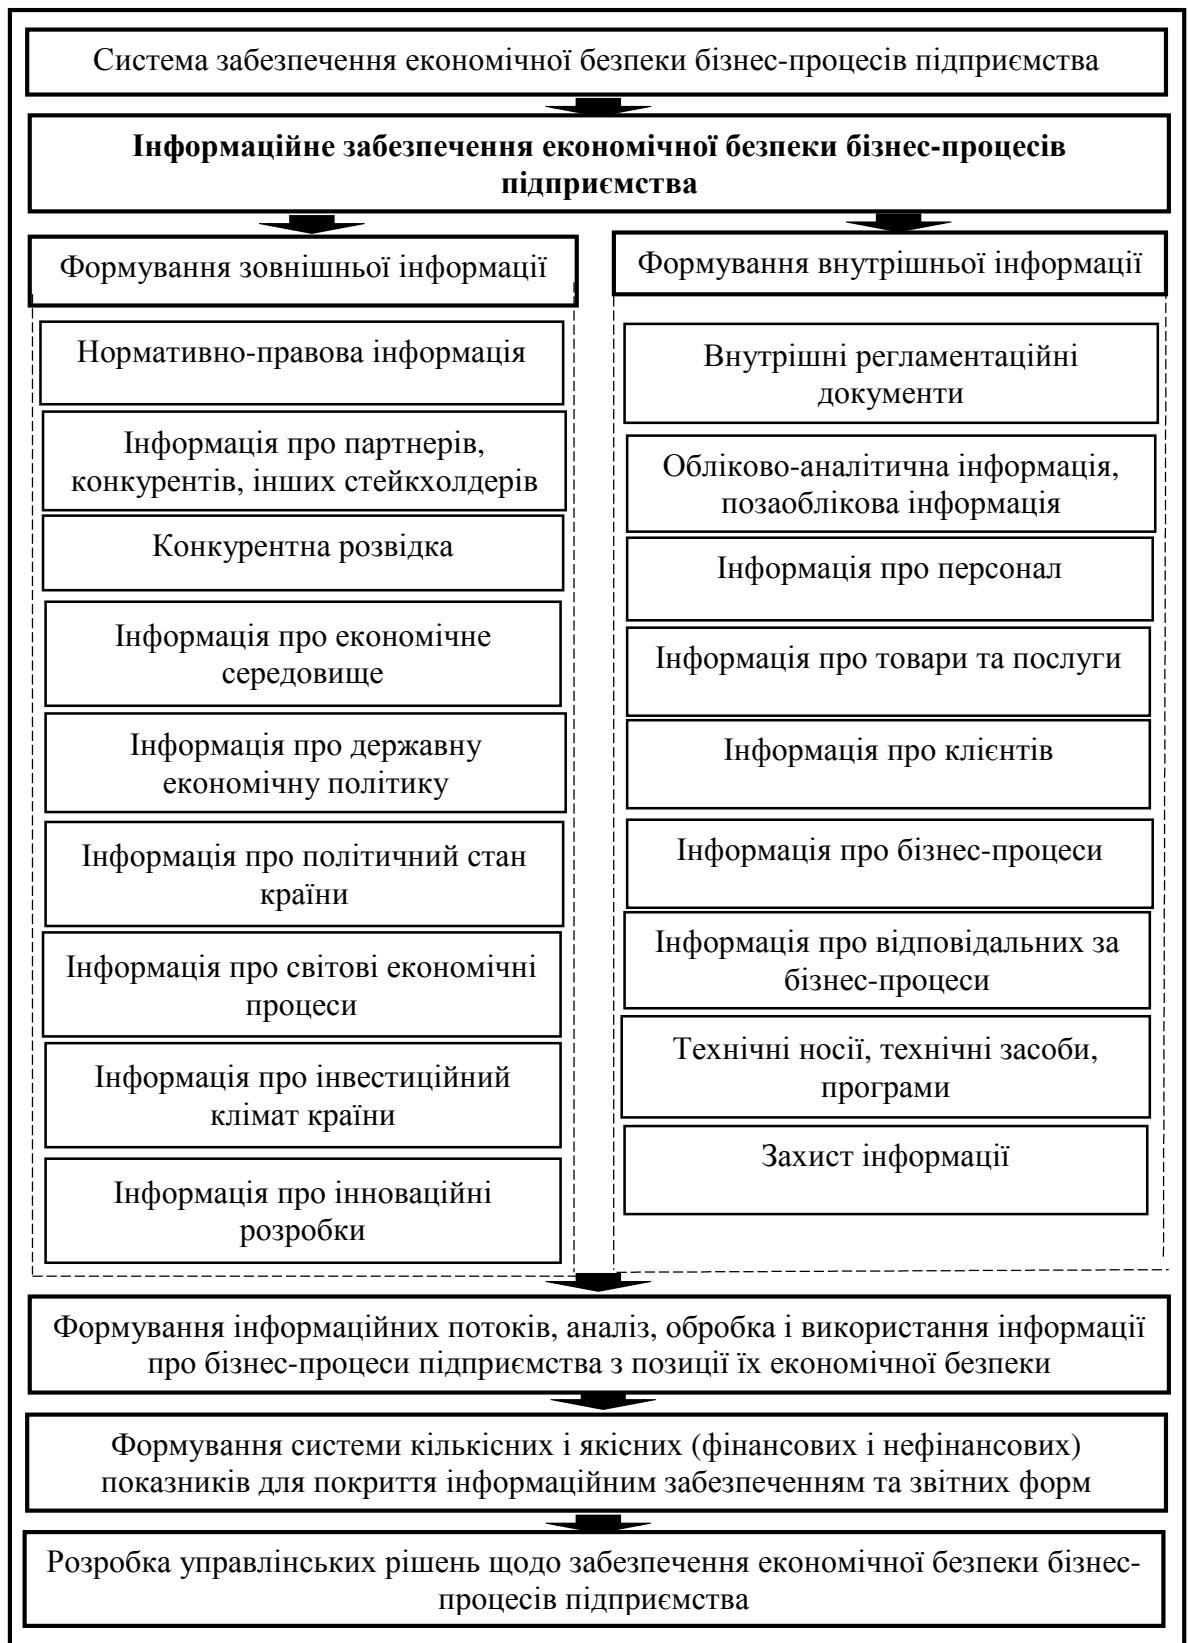 Система забезпечення економічної безпеки бізнес-процесів підприємства
Інформаційне забезпечення економічної безпеки бізнес-процесів
підприємства
Формування зовнішньої інформації
Нормативно-правова інформація
Інформація про партнерів,
конкурентів, інших стейкхолдерів
Конкурентна розвідка
Інформація про економічне
середовище
Інформація про державну
економічну політику
Інформація про політичний стан
країни
Інформація про світові економічні
процеси
Інформація про інвестиційний
клімат країни
Інформація про інноваційні
розробки
Формування внутрішньої інформації
Внутрішні регламентаційні
документи
Обліково-аналітична інформація,
позаоблікова інформація
Інформація про персонал
Інформація про товари та послуги
Інформація про клієнтів
Інформація про бізнес-процеси
Інформація про відповідальних за
бізнес-процеси
Технічні носії, технічні засоби,
програми
Захист інформації
Формування інформаційних потоків, аналіз, обробка і використання інформації
про бізнес-процеси підприємства з позиції їх економічної безпеки
Формування системи кількісних і якісних (фінансових і нефінансових)
показників для покриття інформаційним забезпеченням та звітних форм
Розробка управлінських рішень щодо забезпечення економічної безпеки бізнес-
процесів підприємства